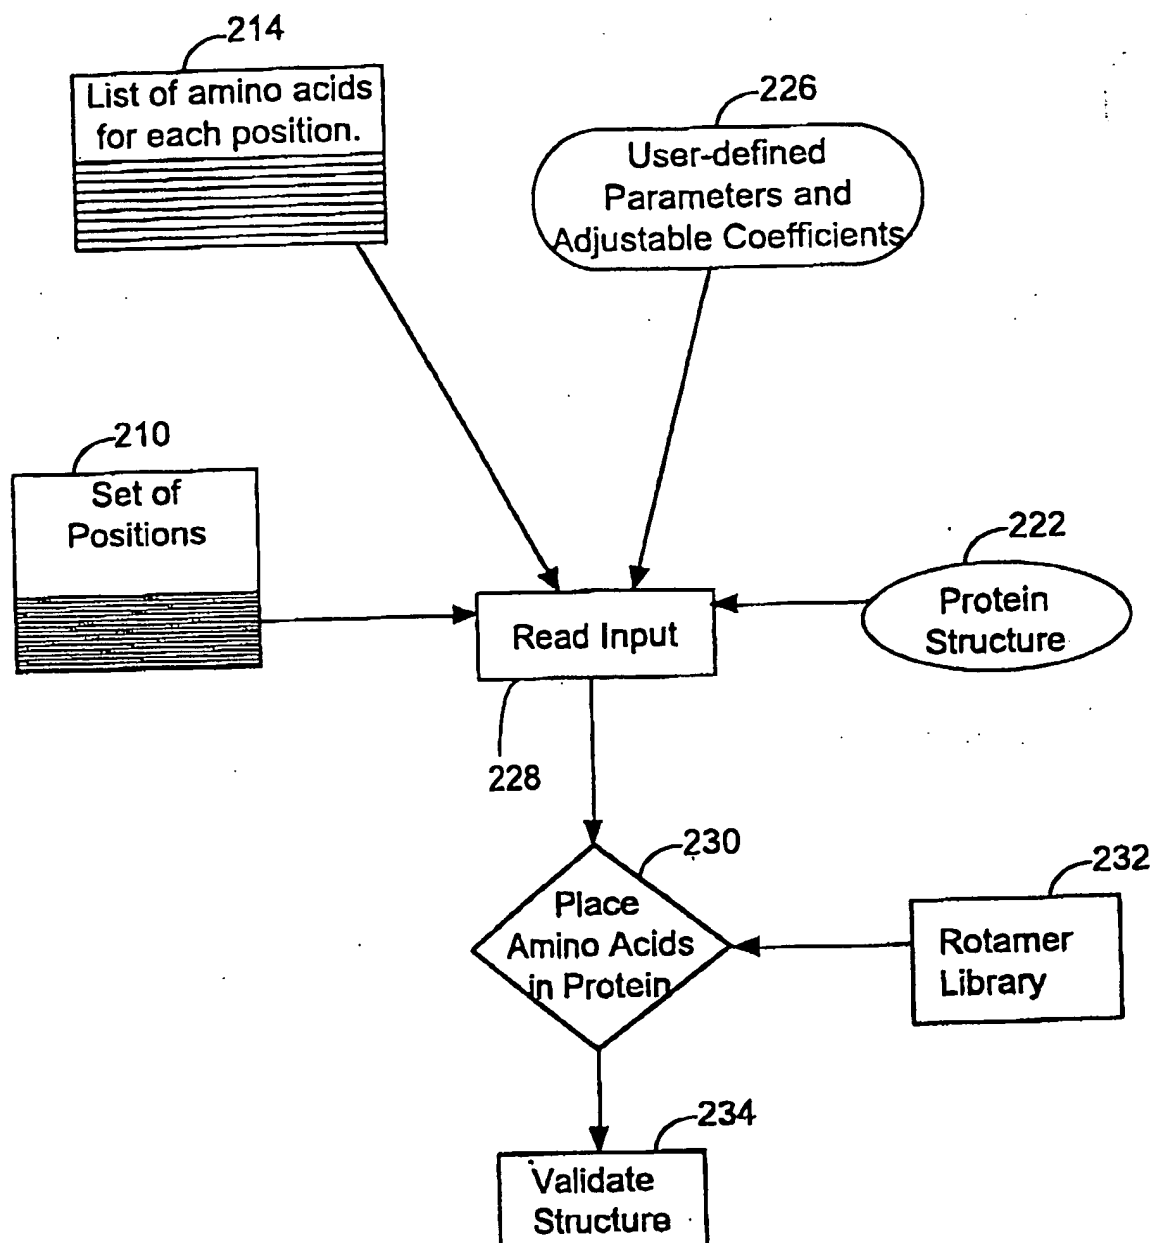 214
List of amino acids
for each position.
226
User-defined
Parameters and
Adjustable Coefficients
210
Set of
Positions
222
Protein
Structure
Read Input
228
230
Place
Amino Acids
in Protein
232
Rotamer
Library
234
Validate
Structure